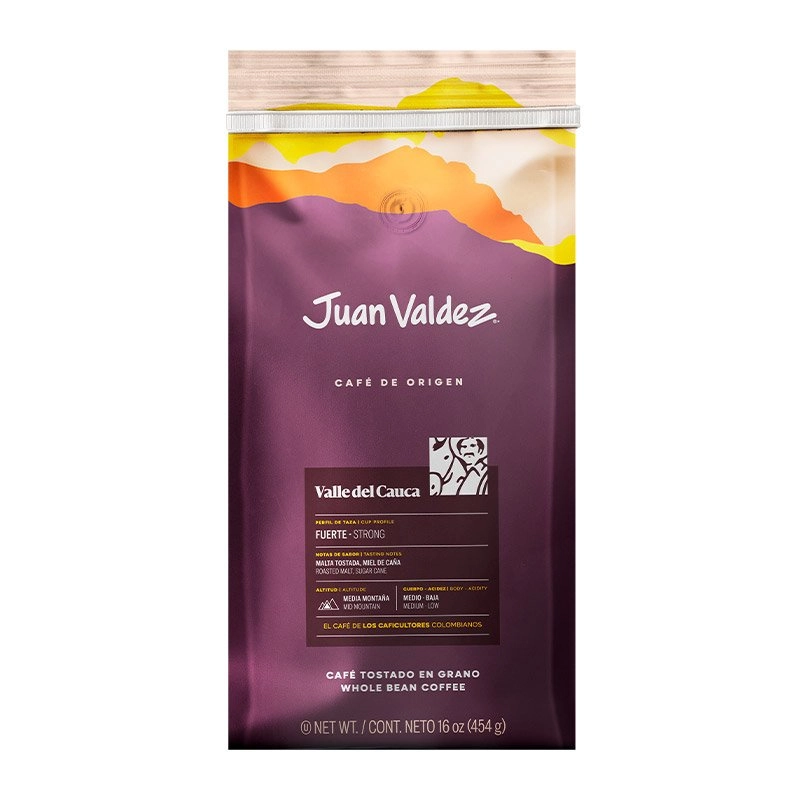 Juan Valdez®
CAFÉ DE ORIGEN
Valle del Cauca
PERFIL DE TAZA | CUP PROFILE
FUERTE - STRONG
NOTAS DE SABOR | TASTING NOTES
MALTA TOSTADA, MIEL DE CAÑA
ROASTED MALT, SUGAR CANE
ALTITUD | ALTITUDE
MEDIA MONTAÑA
MID MOUNTAIN
CUERPO - ACIDEZ | BODY - ACIDITY
MEDIO - BAJA
MEDIUM - LOW
EL CAFÉ DE LOS CAFICULTORES COLOMBIANOS
CAFÉ TOSTADO EN GRANO
WHOLE BEAN COFFEE
Ⓤ NET WT. / CONT. NETO 16 oz (454 g)